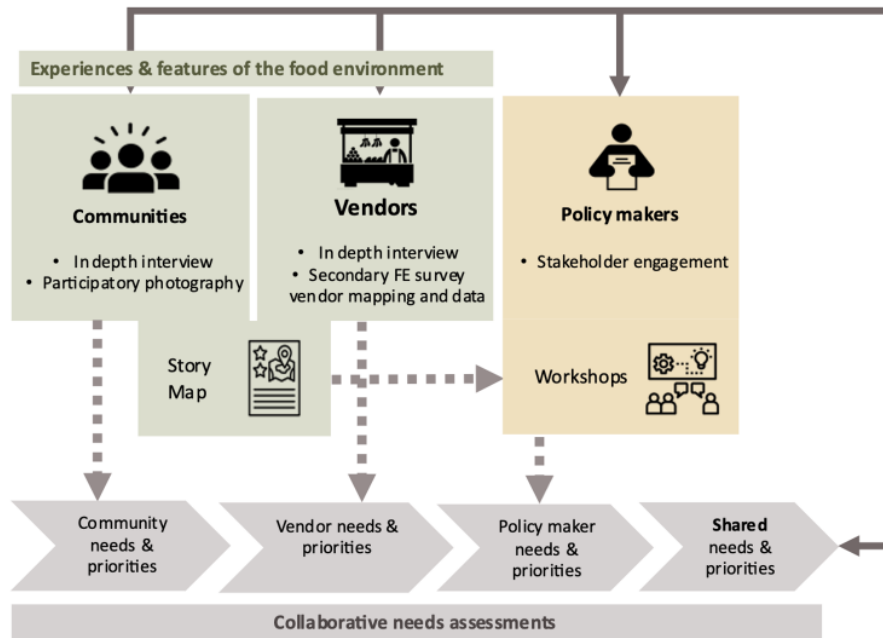 Experiences & features of the food environment
Communities
• In depth interview
• Participatory photography
Vendors
• In depth interview
• Secondary FE survey
vendor mapping and data
Policy makers
• Stakeholder engagement
Story
Map
Workshops
Community
needs &
priorities
Vendor needs &
priorities
Policy maker
needs &
priorities
Shared
needs &
priorities
Collaborative needs assessments